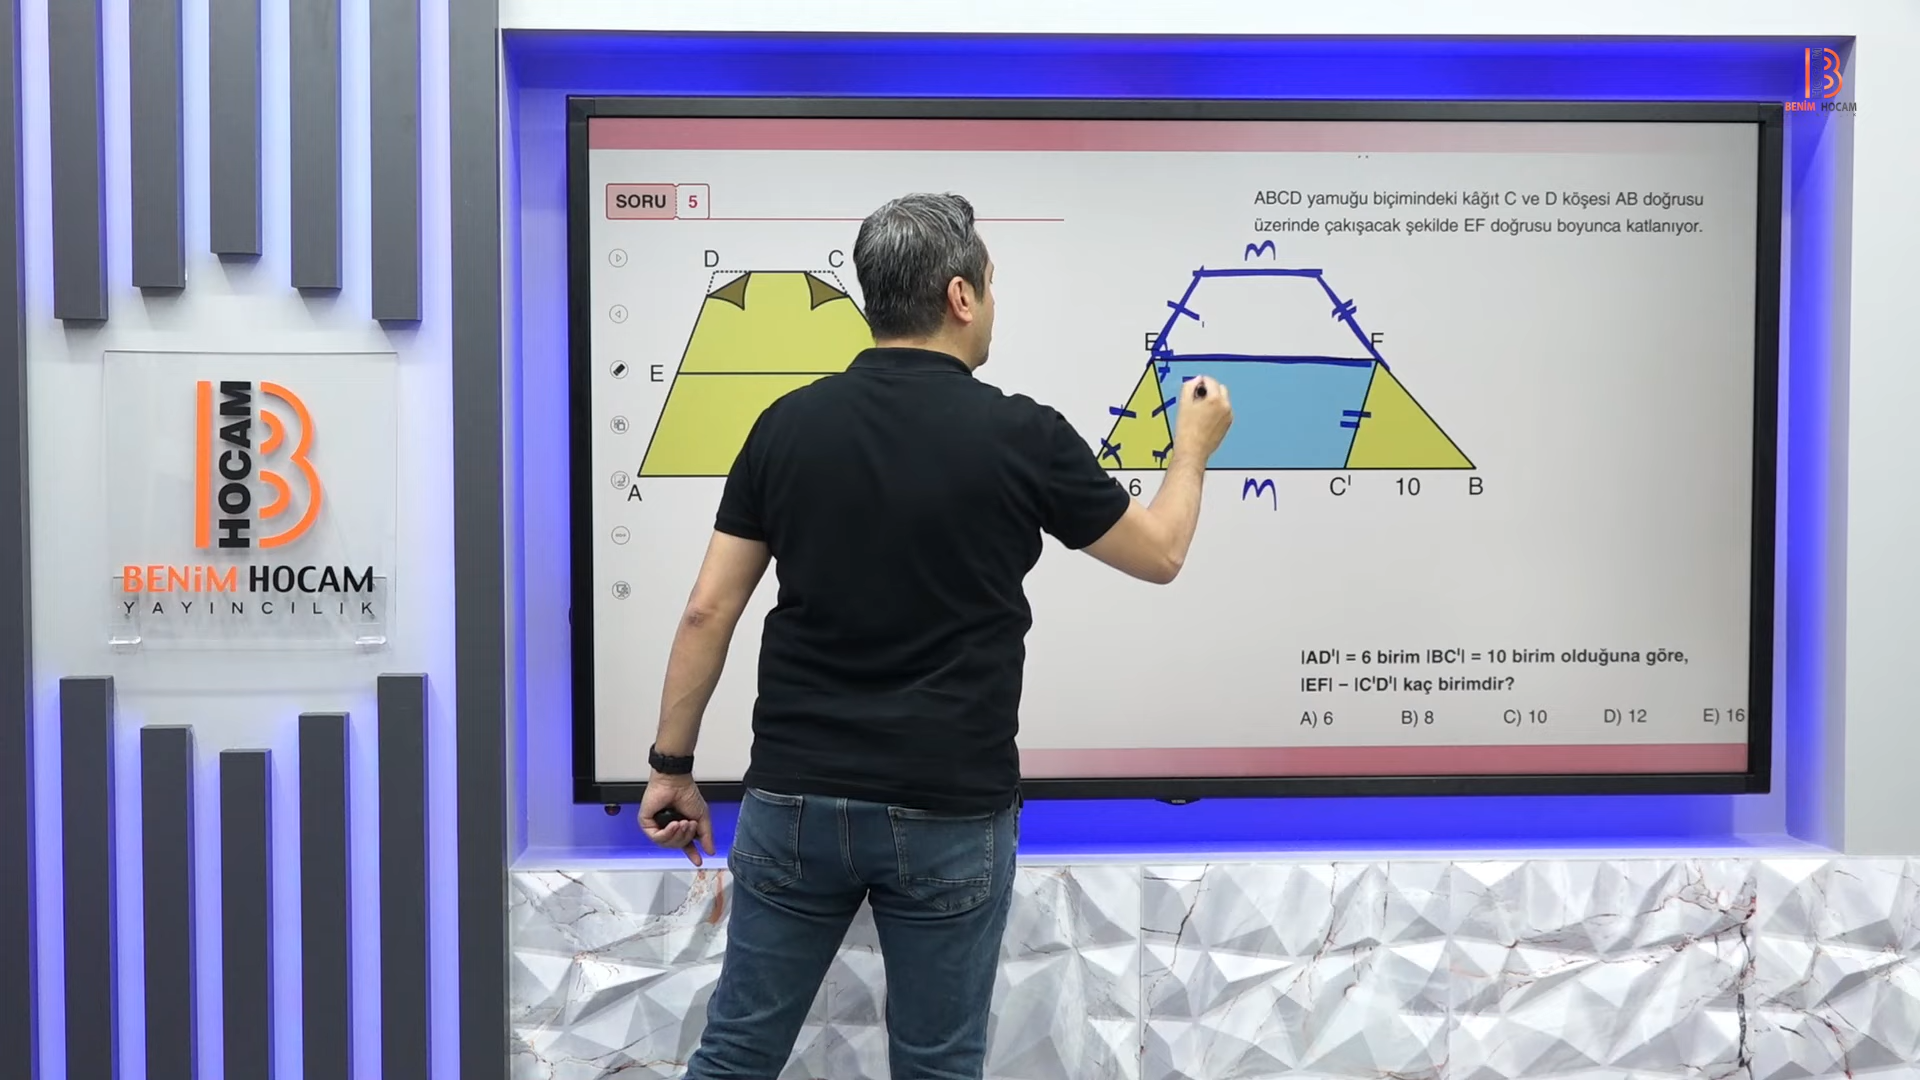 BENİM HOCAM
SORU 5
ABCD yamuğu biçimindeki kâğıt C ve D köşesi AB doğrusu
üzerinde çakışacak şekilde EF doğrusu boyunca katlanıyor.
D C
m
E
E F
A
6 m C' 10 B
HOCAM B
BENiM HOCAM
YAYINCILIK
|AD'| = 6 birim |BC'| = 10 birim olduğuna göre,
|EF| – |C'D'| kaç birimdir?
A) 6 B) 8 C) 10 D) 12 E) 16